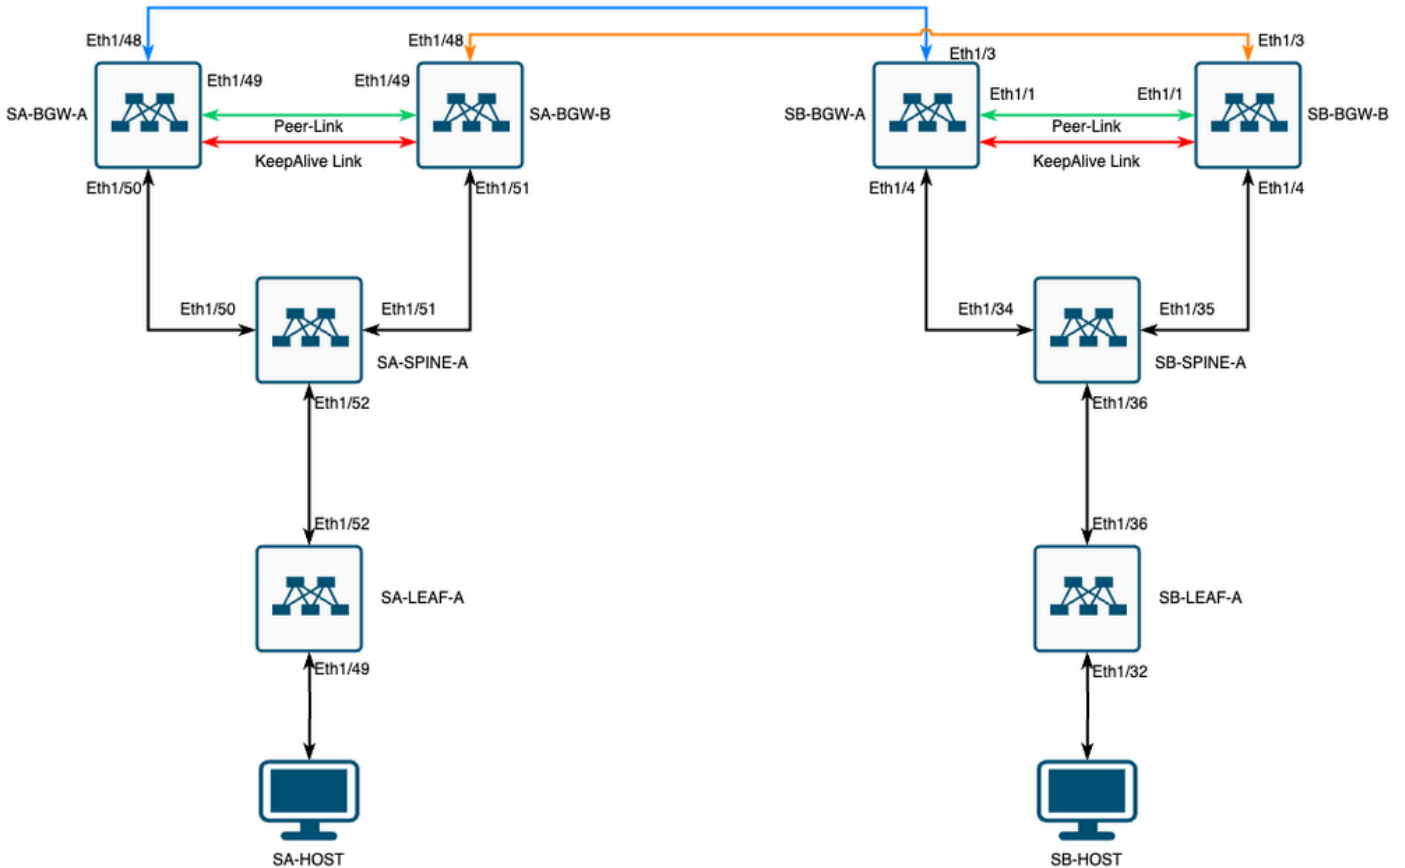 Eth1/48
Eth1/48
Eth1/3
Eth1/3
Eth1/49
Eth1/49
Eth1/1
Eth1/1
SA-BGW-A
SA-BGW-B
SB-BGW-A
SB-BGW-B
Peer-Link
Peer-Link
KeepAlive Link
KeepAlive Link
Eth1/50
Eth1/51
Eth1/4
Eth1/4
Eth1/50
Eth1/51
Eth1/34
Eth1/35
SA-SPINE-A
SB-SPINE-A
Eth1/52
Eth1/36
Eth1/52
Eth1/36
SA-LEAF-A
SB-LEAF-A
Eth1/49
Eth1/32
SA-HOST
SB-HOST